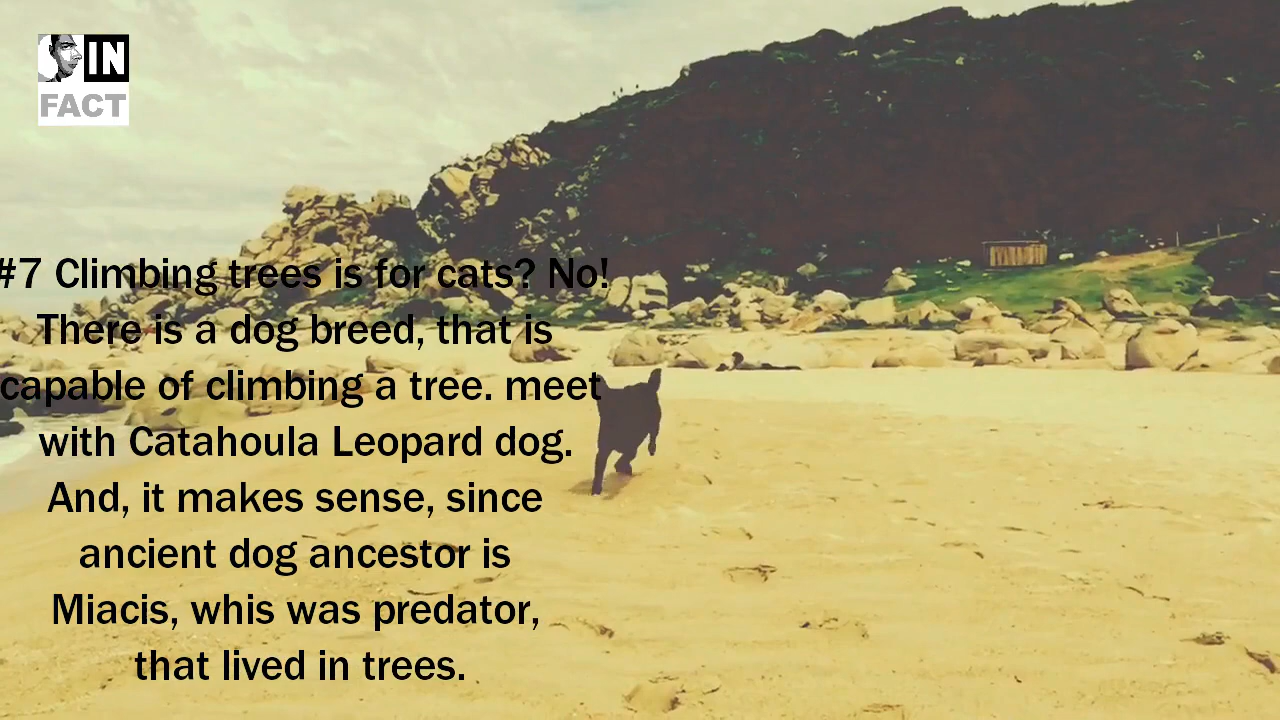 IN
FACT
#7 Climbing trees is for cats? No!
There is a dog breed, that is
capable of climbing a tree. meet
with Catahoula Leopard dog.
And, it makes sense, since
ancient dog ancestor is
Miacis, whis was predator,
that lived in trees.